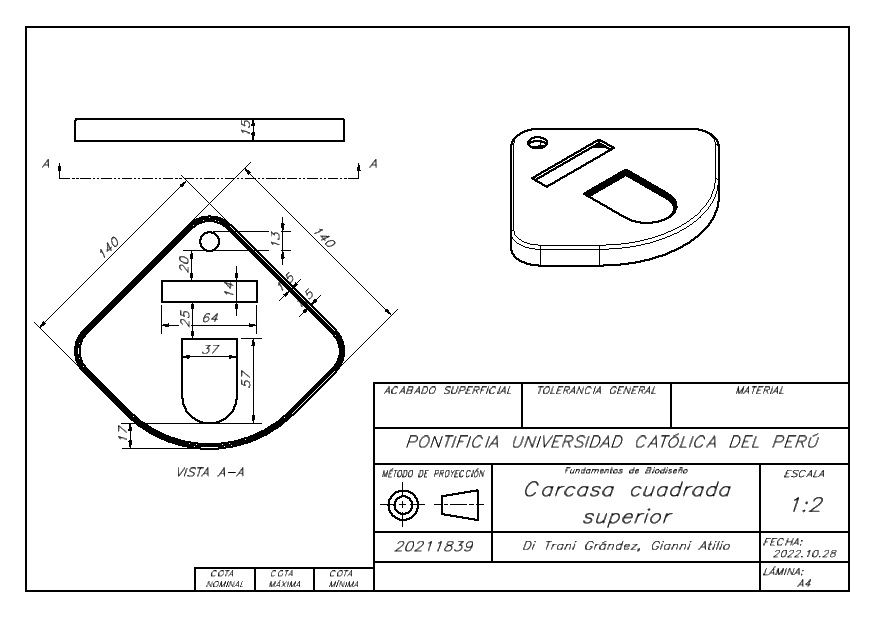 15
A A
140
140
13
20
14
64
25
37
57
17
VISTA A-A
ACABADO SUPERFICIAL
TOLERANCIA GENERAL
MATERIAL
PONTIFICIA UNIVERSIDAD CATÓLICA DEL PERÚ
MÉTODO DE PROYECCIÓN
Fundamentos de Biodiseño
Carcasa cuadrada
superior
ESCALA
1:2
20211839
Di Trani Grández, Gianni Atilio
FECHA:
2022.10.28
LÁMINA:
A4
COTA
NOMINAL
COTA
MÁXIMA
COTA
MÍNIMA